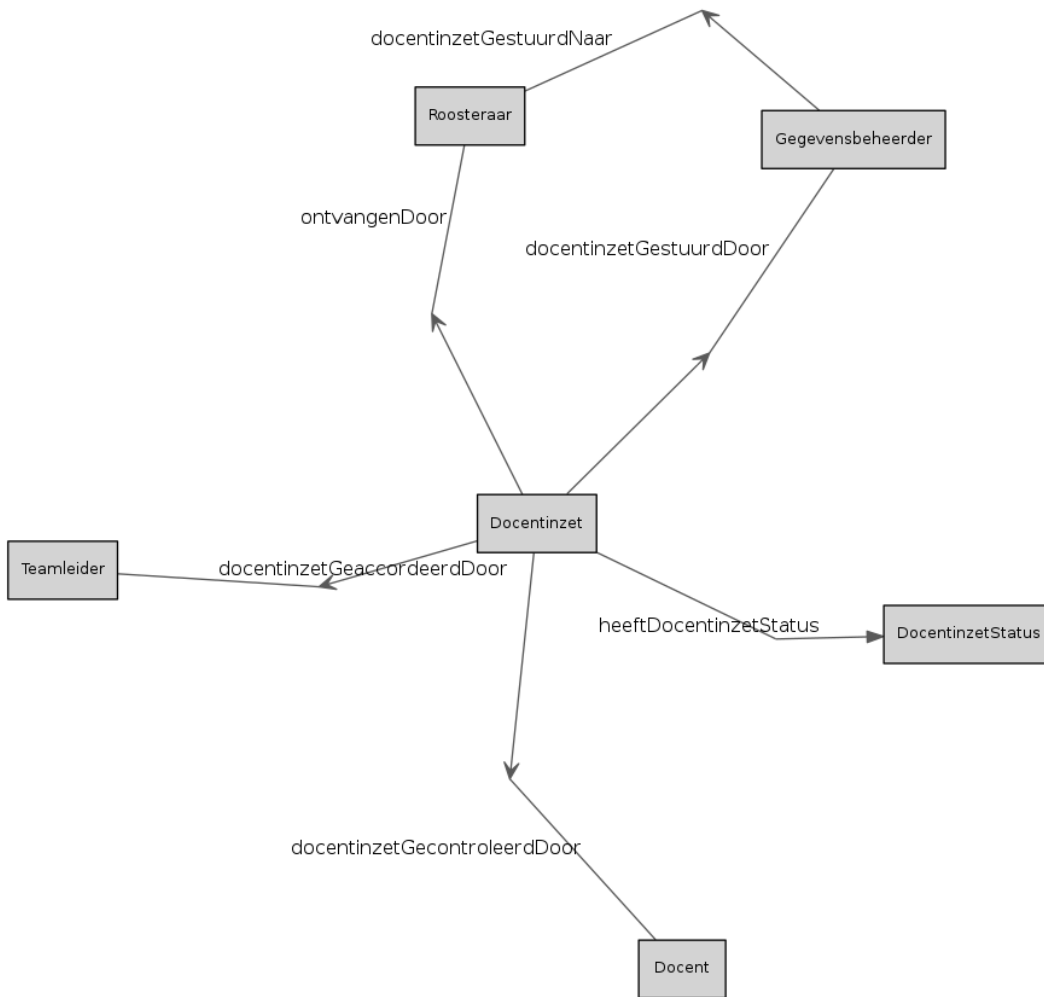 docentinzetGestuurdNaar
Roosteraar
Gegevensbeheerder
ontvangenDoor
docentinzetGestuurdDoor
Docentinzet
Teamleider
docentinzetGeaccordeerdDoor
heeftDocentinzetStatus
DocentinzetStatus
docentinzetGecontroleerdDoor
Docent